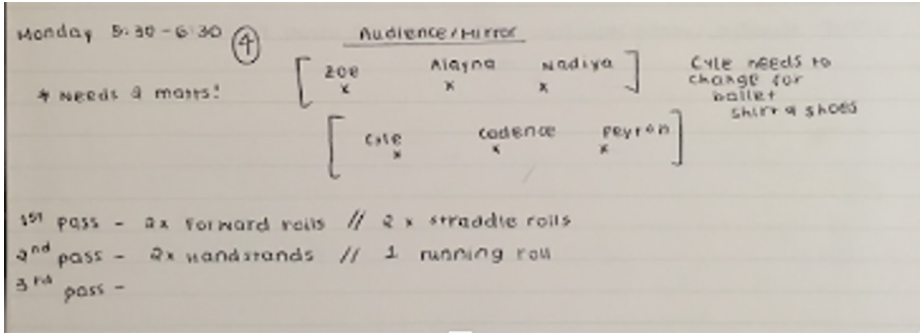 Monday 5:30 - 6:30 (4)
Audience/Mirror
* Needs 2 matts!
[ Zoe Alayna Nadiya ]
x x x
[ Cyle Cadence Peyton ]
x x x
Cyle needs to
change for
ballet
shirt & shoes
1st pass - 2x forward rolls // 2 x straddle rolls
2nd pass - 2x handstands // 1 running roll
3rd pass -